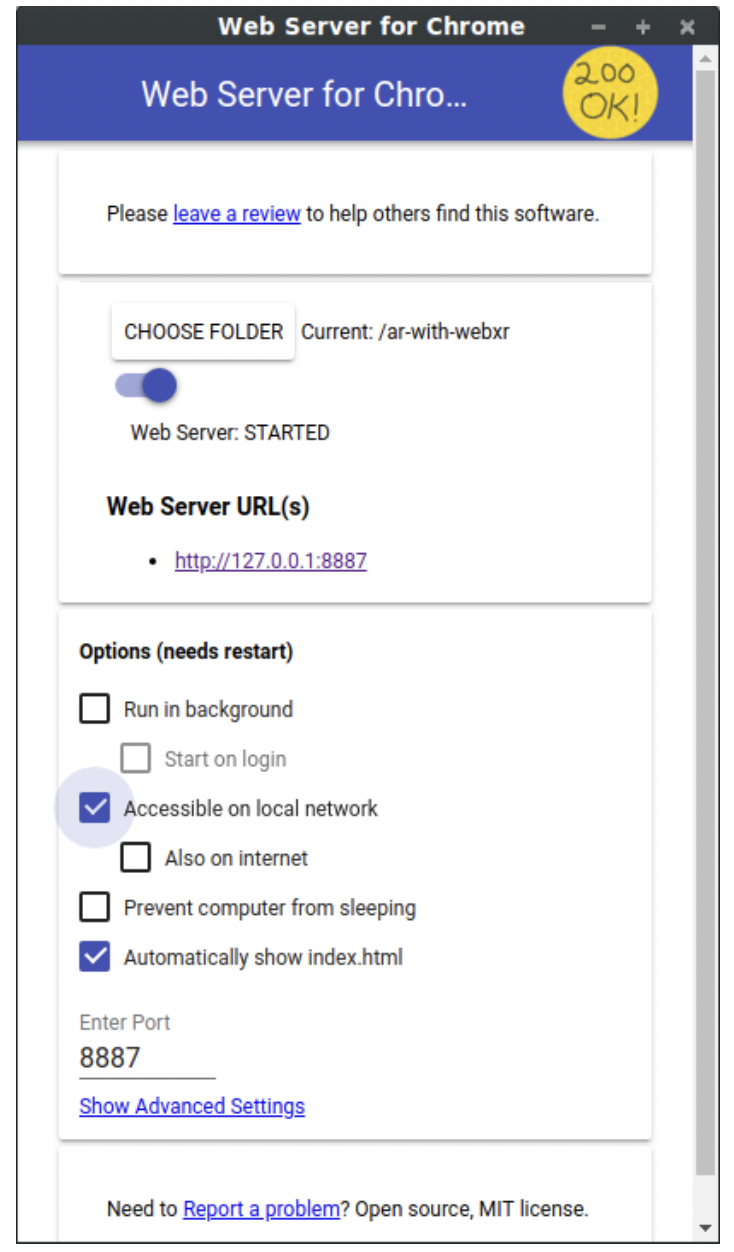 Web Server for Chrome
Web Server for Chro...
200
OK!
Please leave a review to help others find this software.
CHOOSE FOLDER Current: /ar-with-webxr
Web Server: STARTED
Web Server URL(s)
• http://127.0.0.1:8887
Options (needs restart)
Run in background
Start on login
Accessible on local network
Also on internet
Prevent computer from sleeping
Automatically show index.html
Enter Port
8887
Show Advanced Settings
Need to Report a problem? Open source, MIT license.